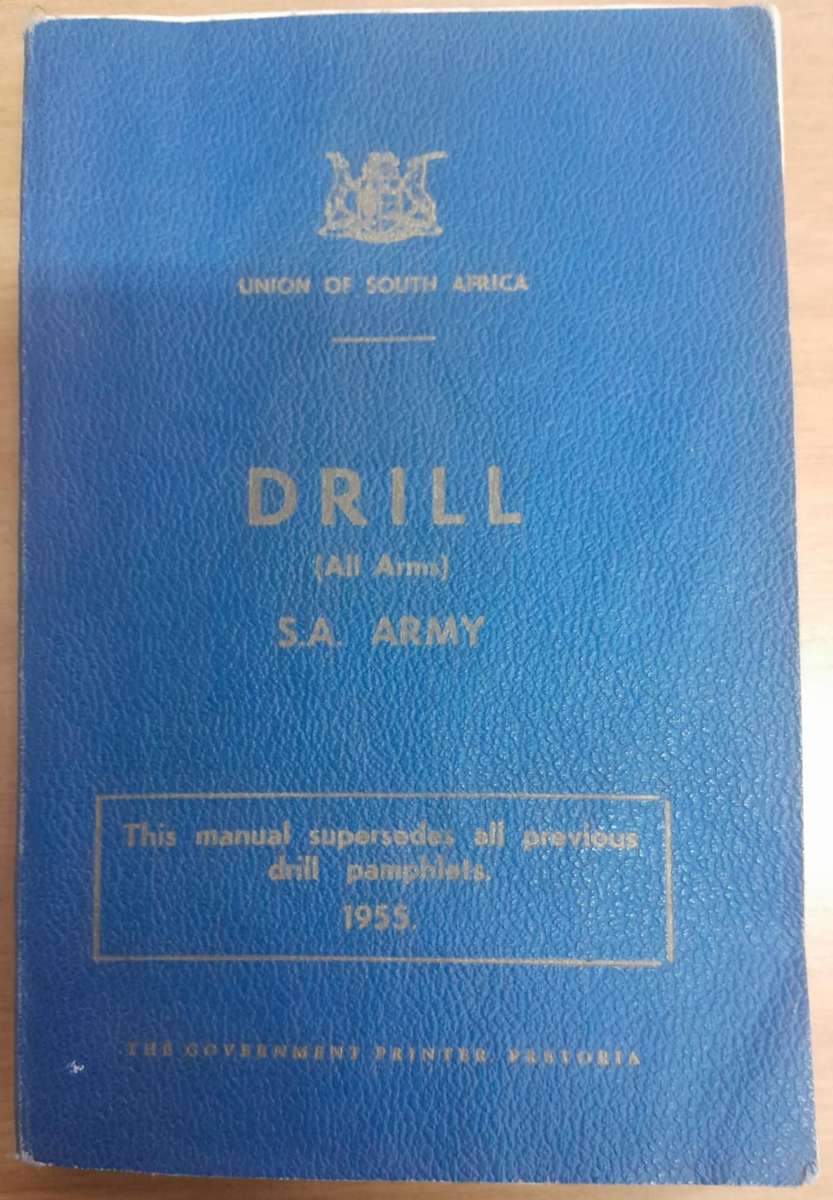 UNION OF SOUTH AFRICA
DRILL
(All Arms)
S.A. ARMY
This manual supersedes all previous
drill pamphlets.
1955.
THE GOVERNMENT PRINTER, PRETORIA